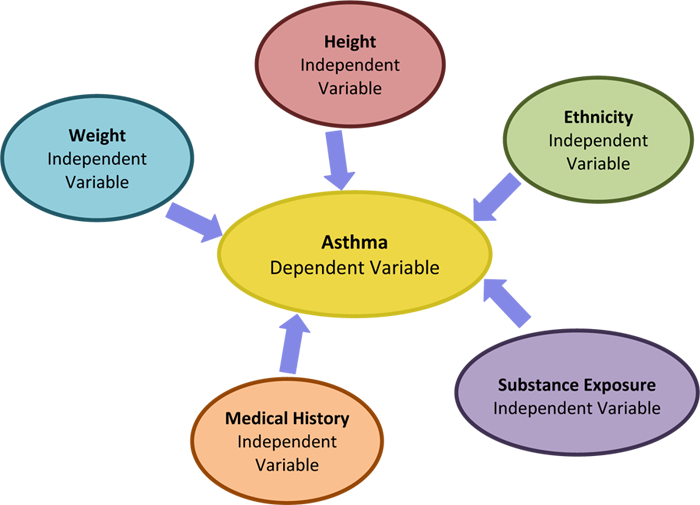 Height
Independent
Variable
Weight
Independent
Variable
Ethnicity
Independent
Variable
Asthma
Dependent Variable
Substance Exposure
Independent Variable
Medical History
Independent
Variable